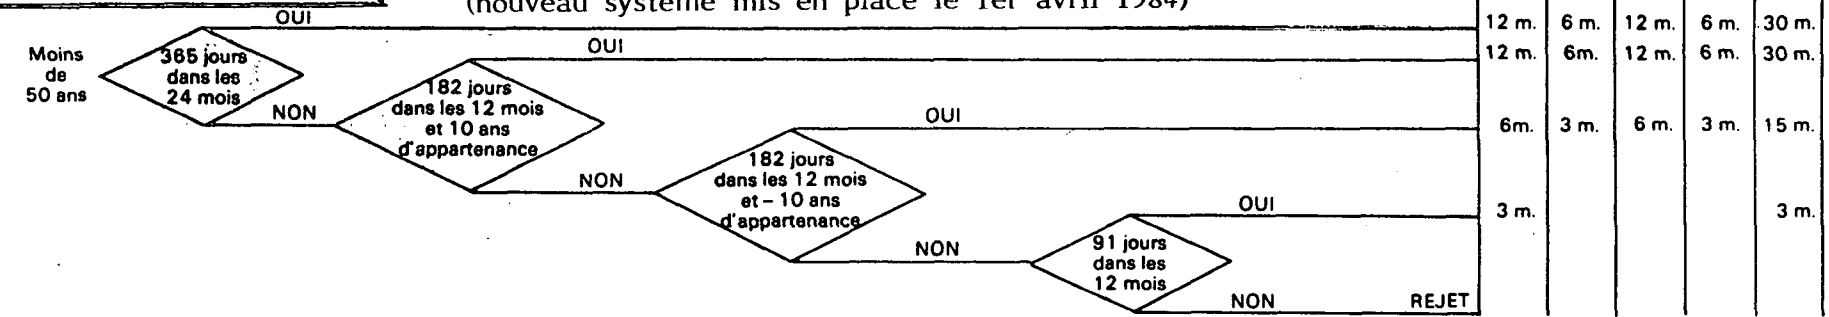 (nouveau système mis en place le 1er avril 1984)
OUI
12 m. 6 m. 12 m. 6 m. 30 m.
Moins
de
50 ans
365 jours
dans les
24 mois
NON
OUI
12 m. 6m. 12 m. 6 m. 30 m.
182 jours
dans les 12 mois
et 10 ans
d'appartenance
NON
OUI
6m. 3 m. 6 m. 3 m. 15 m.
182 jours
dans les 12 mois
et – 10 ans
d'appartenance
NON
OUI
3 m. 3 m.
91 jours
dans les
12 mois
NON REJET